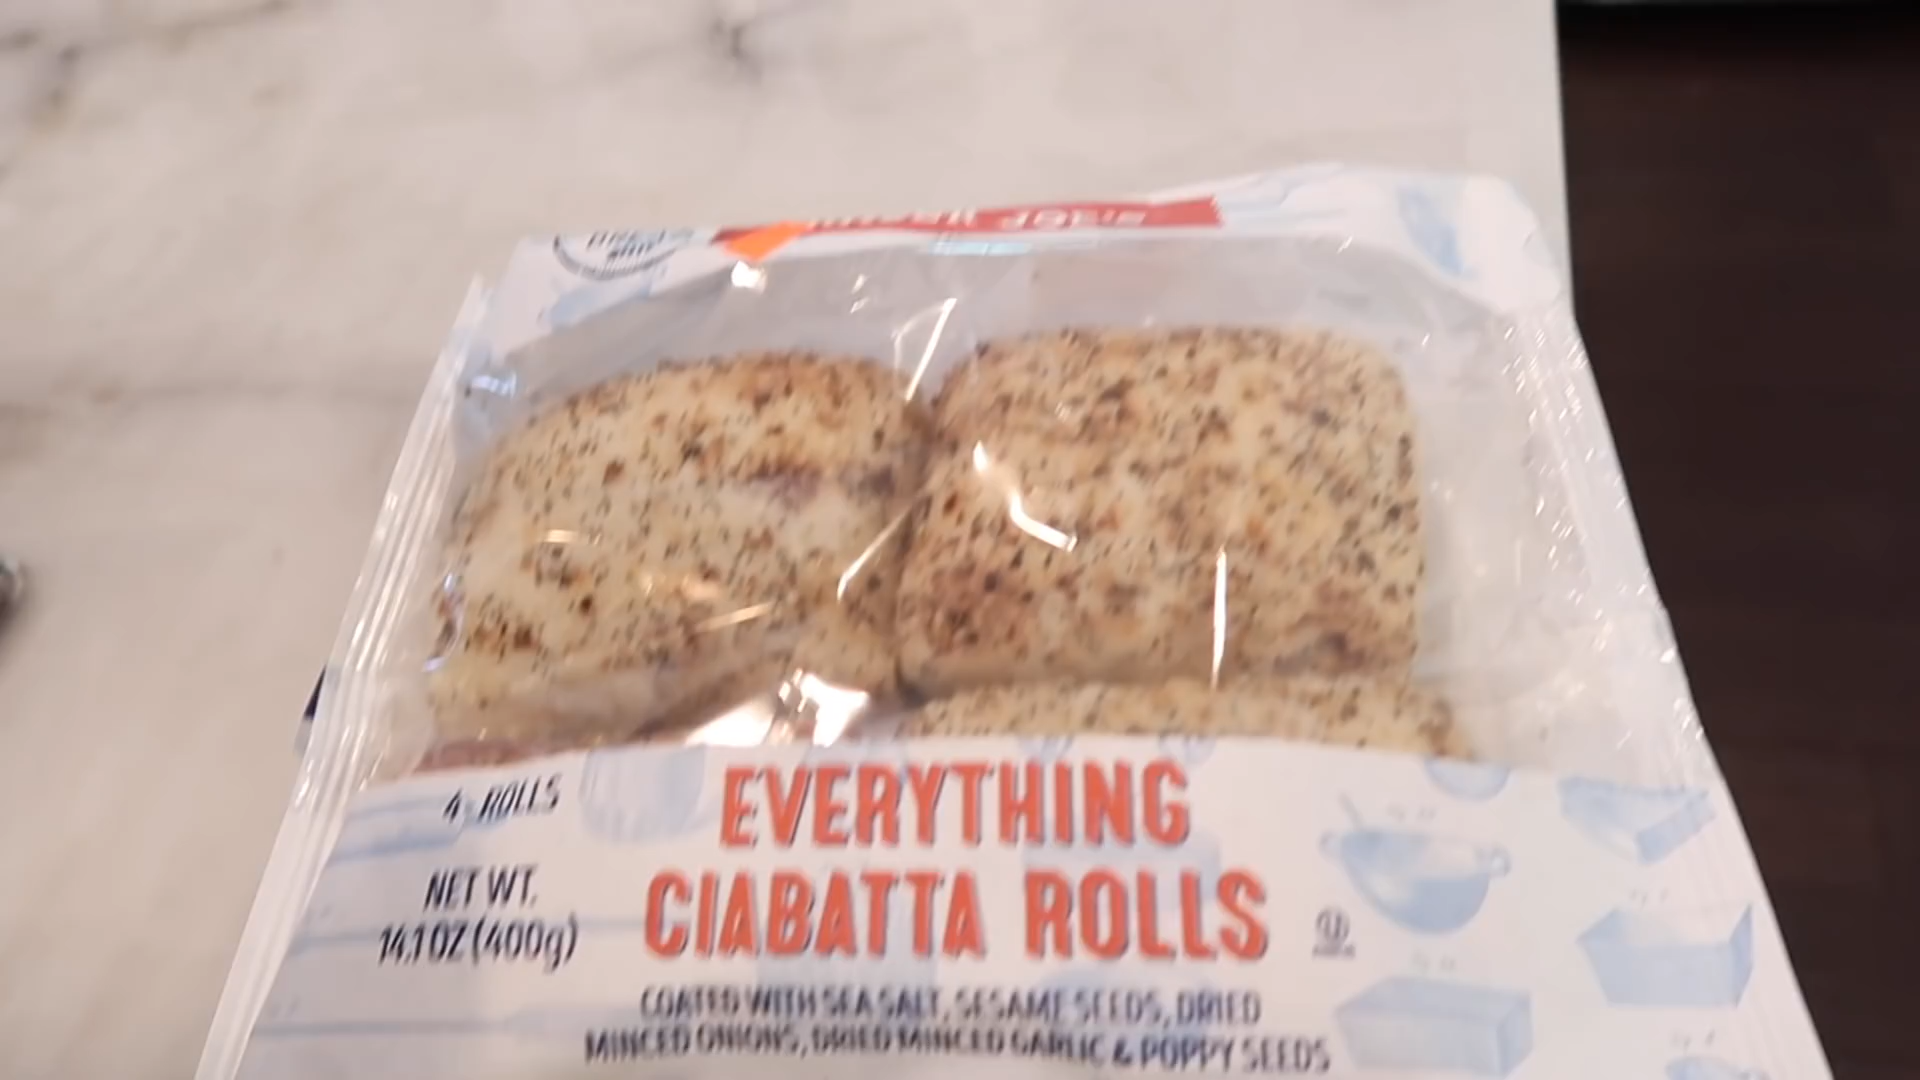 JOE'S
4 - ROLLS
EVERYTHING
CIABATTA ROLLS
NET WT.
14.1 OZ (400g)
COATED WITH SEA SALT, SESAME SEEDS, DRIED
MINCED ONIONS, DRIED MINCED GARLIC & POPPY SEEDS